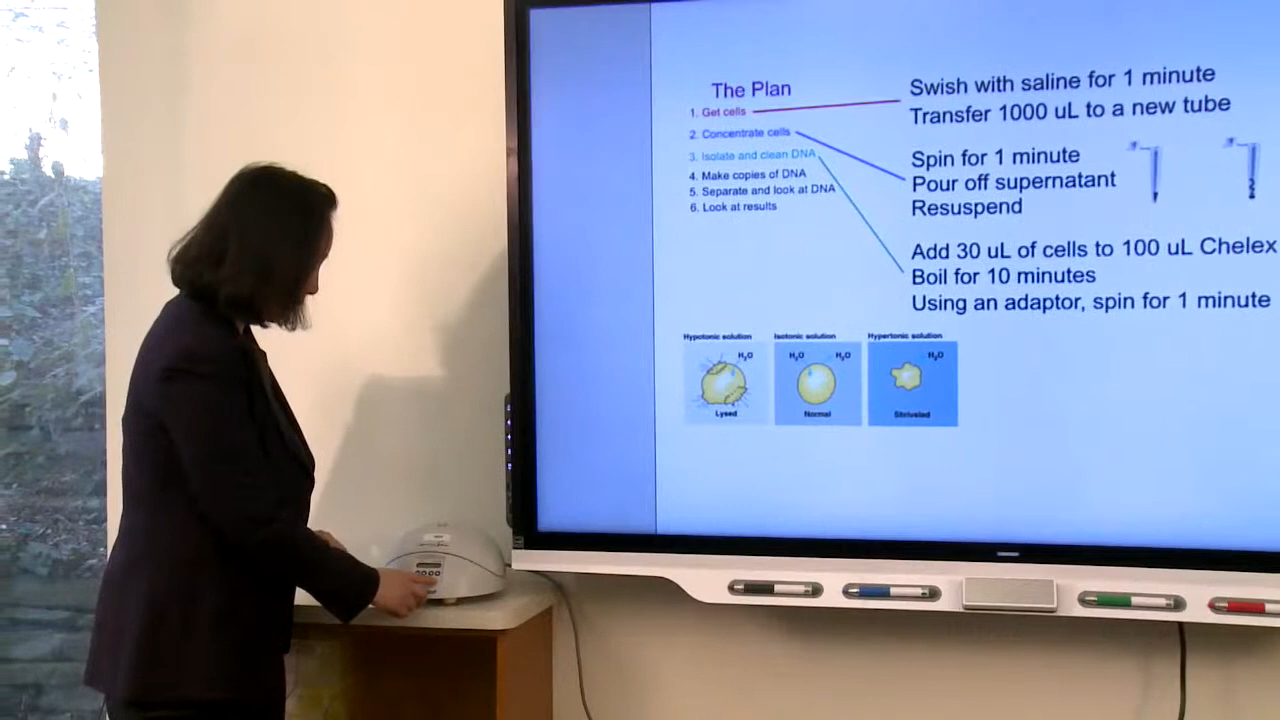 The Plan
1. Get cells
2. Concentrate cells
3. Isolate and clean DNA
4. Make copies of DNA
5. Separate and look at DNA
6. Look at results
Swish with saline for 1 minute
Transfer 1000 uL to a new tube
Spin for 1 minute
Pour off supernatant
Resuspend
Add 30 uL of cells to 100 uL Chelex
Boil for 10 minutes
Using an adaptor, spin for 1 minute
Hypotonic solution
H₂O
Lysed
Isotonic solution
H₂O H₂O
Normal
Hypertonic solution
H₂O
Shriveled